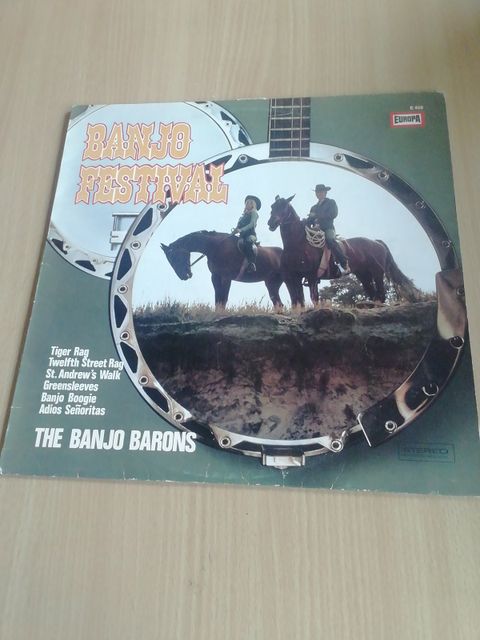 BANJO
FESTIVAL
EUROPA
Tiger Rag
Twelfth Street Rag
St. Andrew's Walk
Greensleeves
Banjo Boogie
Adios Señoritas
THE BANJO BARONS
STEREO